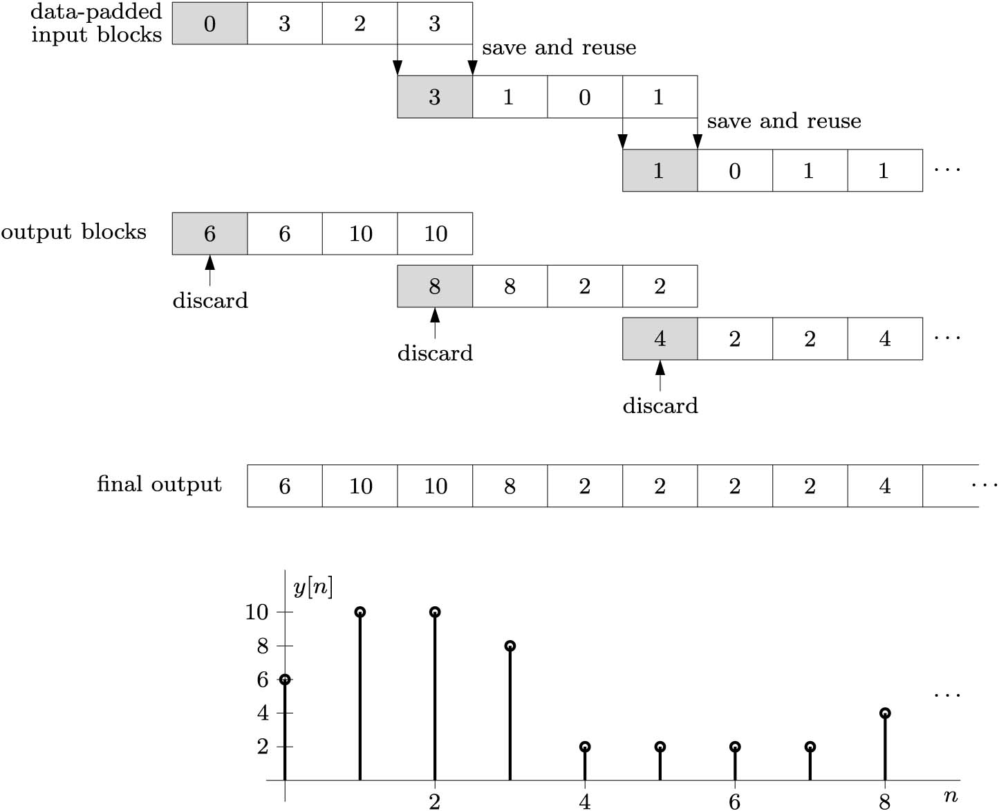 data-padded
input blocks
0 3 2 3
save and reuse
3 1 0 1
save and reuse
1 0 1 1 ...
output blocks
6 6 10 10
discard
8 8 2 2
discard
4 2 2 4 ...
discard
final output
6 10 10 8 2 2 2 2 4 ...
y[n]
10
8
6
4
2
...
2 4 6 8 n